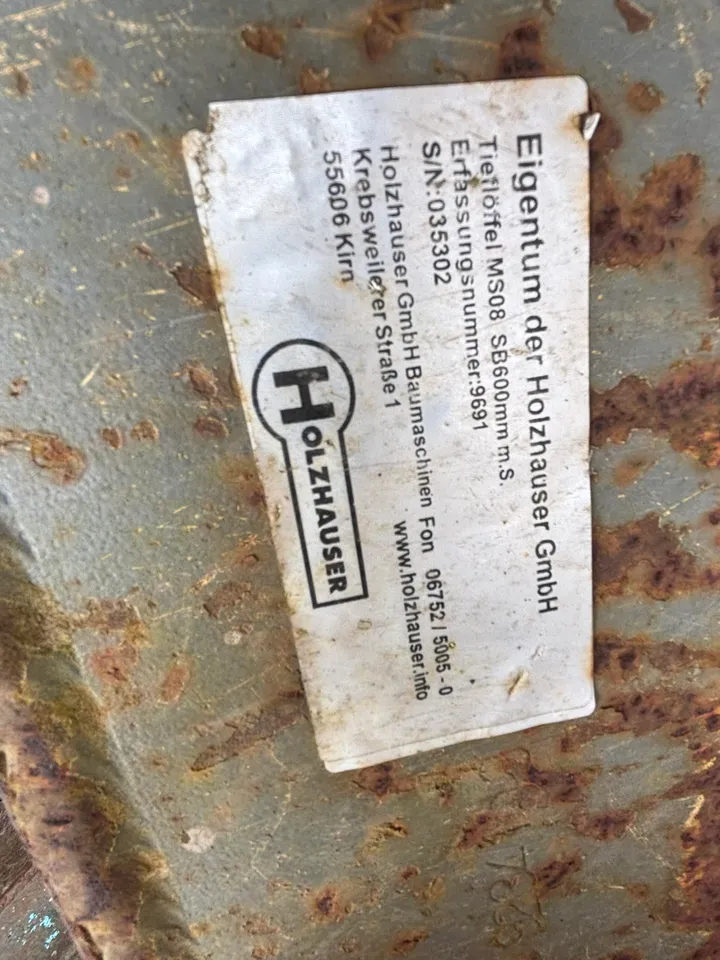 Eigentum der Holzhauser GmbH
Tieflöffel MS08 SB600mm m.S.
Erfassungsnummer:9691
S/N:035302
Holzhauser GmbH Baumaschinen Fon 06752 / 5005 - 0
Krebsweilerer Straße 1 www.holzhauser.info
55606 Kirn
HOLZHAUSER